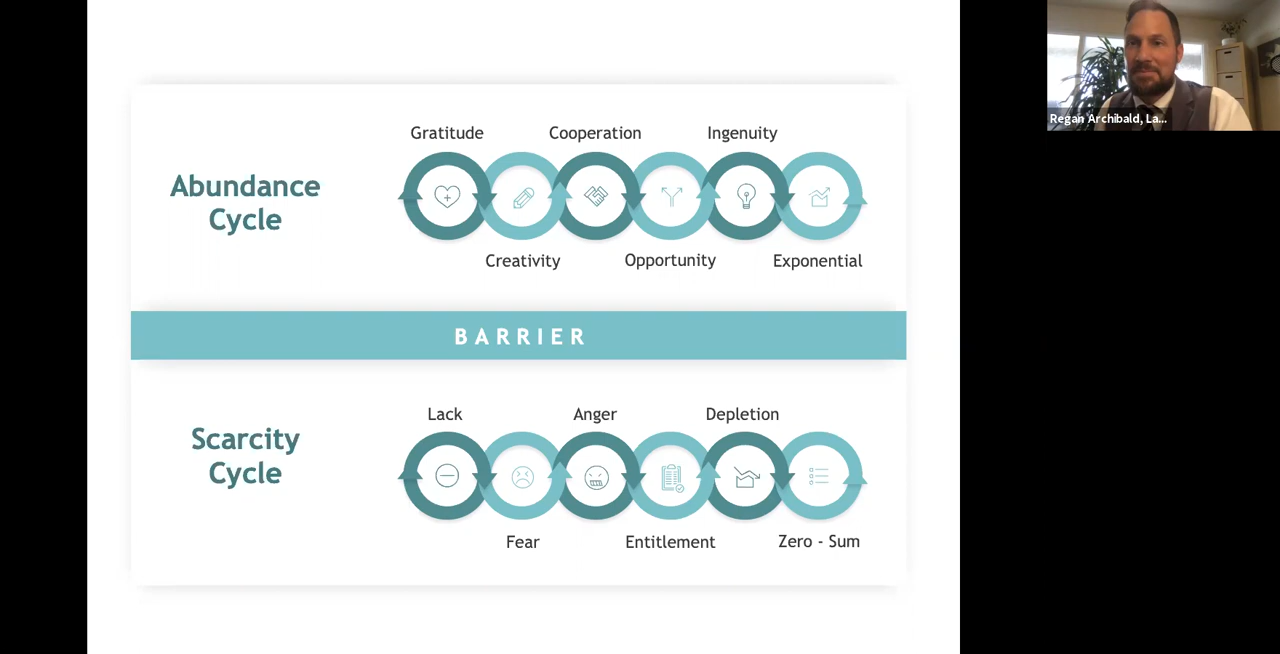 Gratitude
Cooperation
Ingenuity
Abundance
Cycle
Creativity
Opportunity
Exponential
BARRIER
Lack
Anger
Depletion
Scarcity
Cycle
Fear
Entitlement
Zero - Sum
Regan Archibald, La...